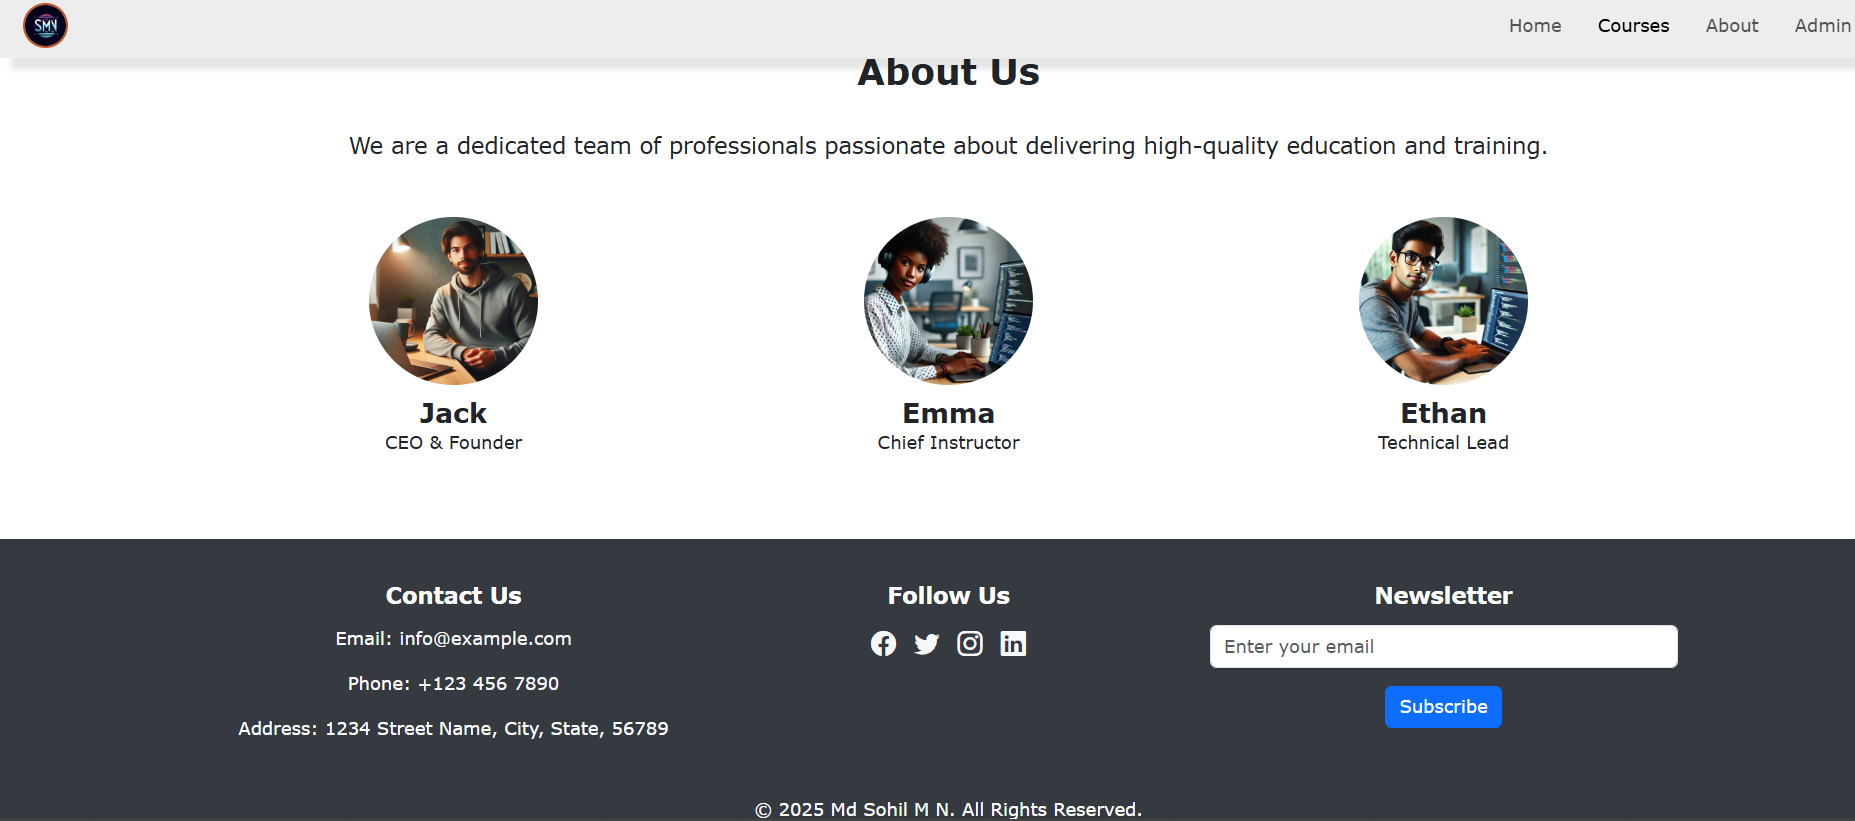 SMN
Home Courses About Admin
About Us
We are a dedicated team of professionals passionate about delivering high-quality education and training.
Jack
CEO & Founder
Emma
Chief Instructor
Ethan
Technical Lead
Contact Us
Email: info@example.com
Phone: +123 456 7890
Address: 1234 Street Name, City, State, 56789
Follow Us
Newsletter
Enter your email
Subscribe
© 2025 Md Sohil M N. All Rights Reserved.